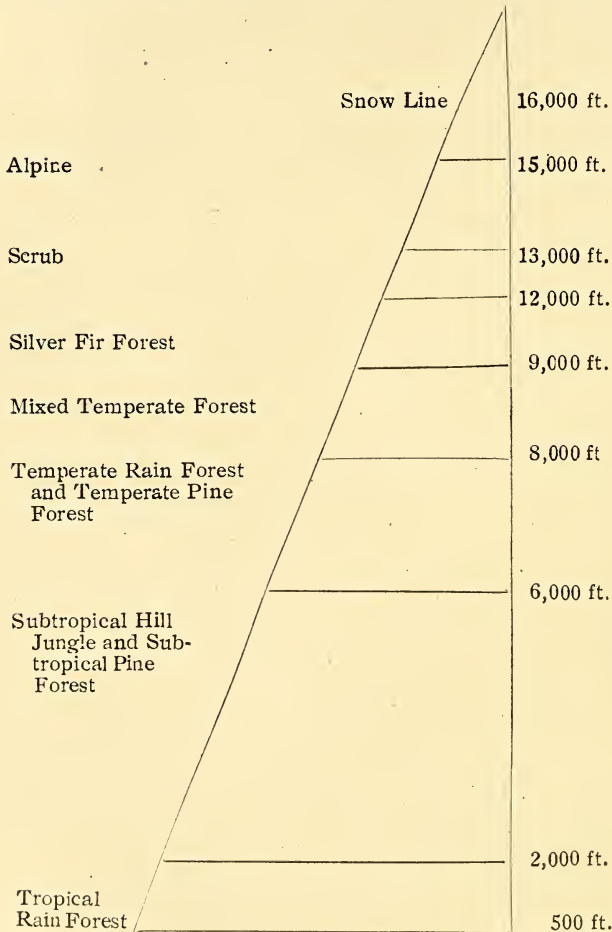 Snow Line 16,000 ft.
Alpine 15,000 ft.
Scrub 13,000 ft.
12,000 ft.
Silver Fir Forest
9,000 ft.
Mixed Temperate Forest
8,000 ft
Temperate Rain Forest
and Temperate Pine
Forest
6,000 ft.
Subtropical Hill
Jungle and Sub-
tropical Pine
Forest
2,000 ft.
Tropical
Rain Forest 500 ft.